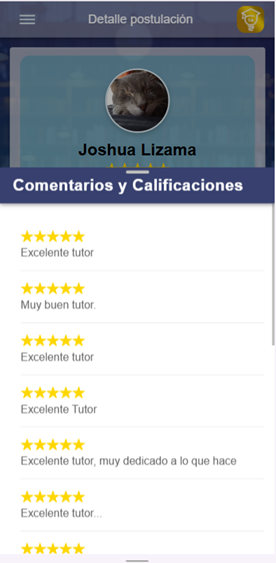 Detalle postulación
Joshua Lizama
Comentarios y Calificaciones
Excelente tutor
Muy buen tutor.
Excelente tutor
Excelente Tutor
Excelente tutor, muy dedicado a lo que hace
Excelente tutor...